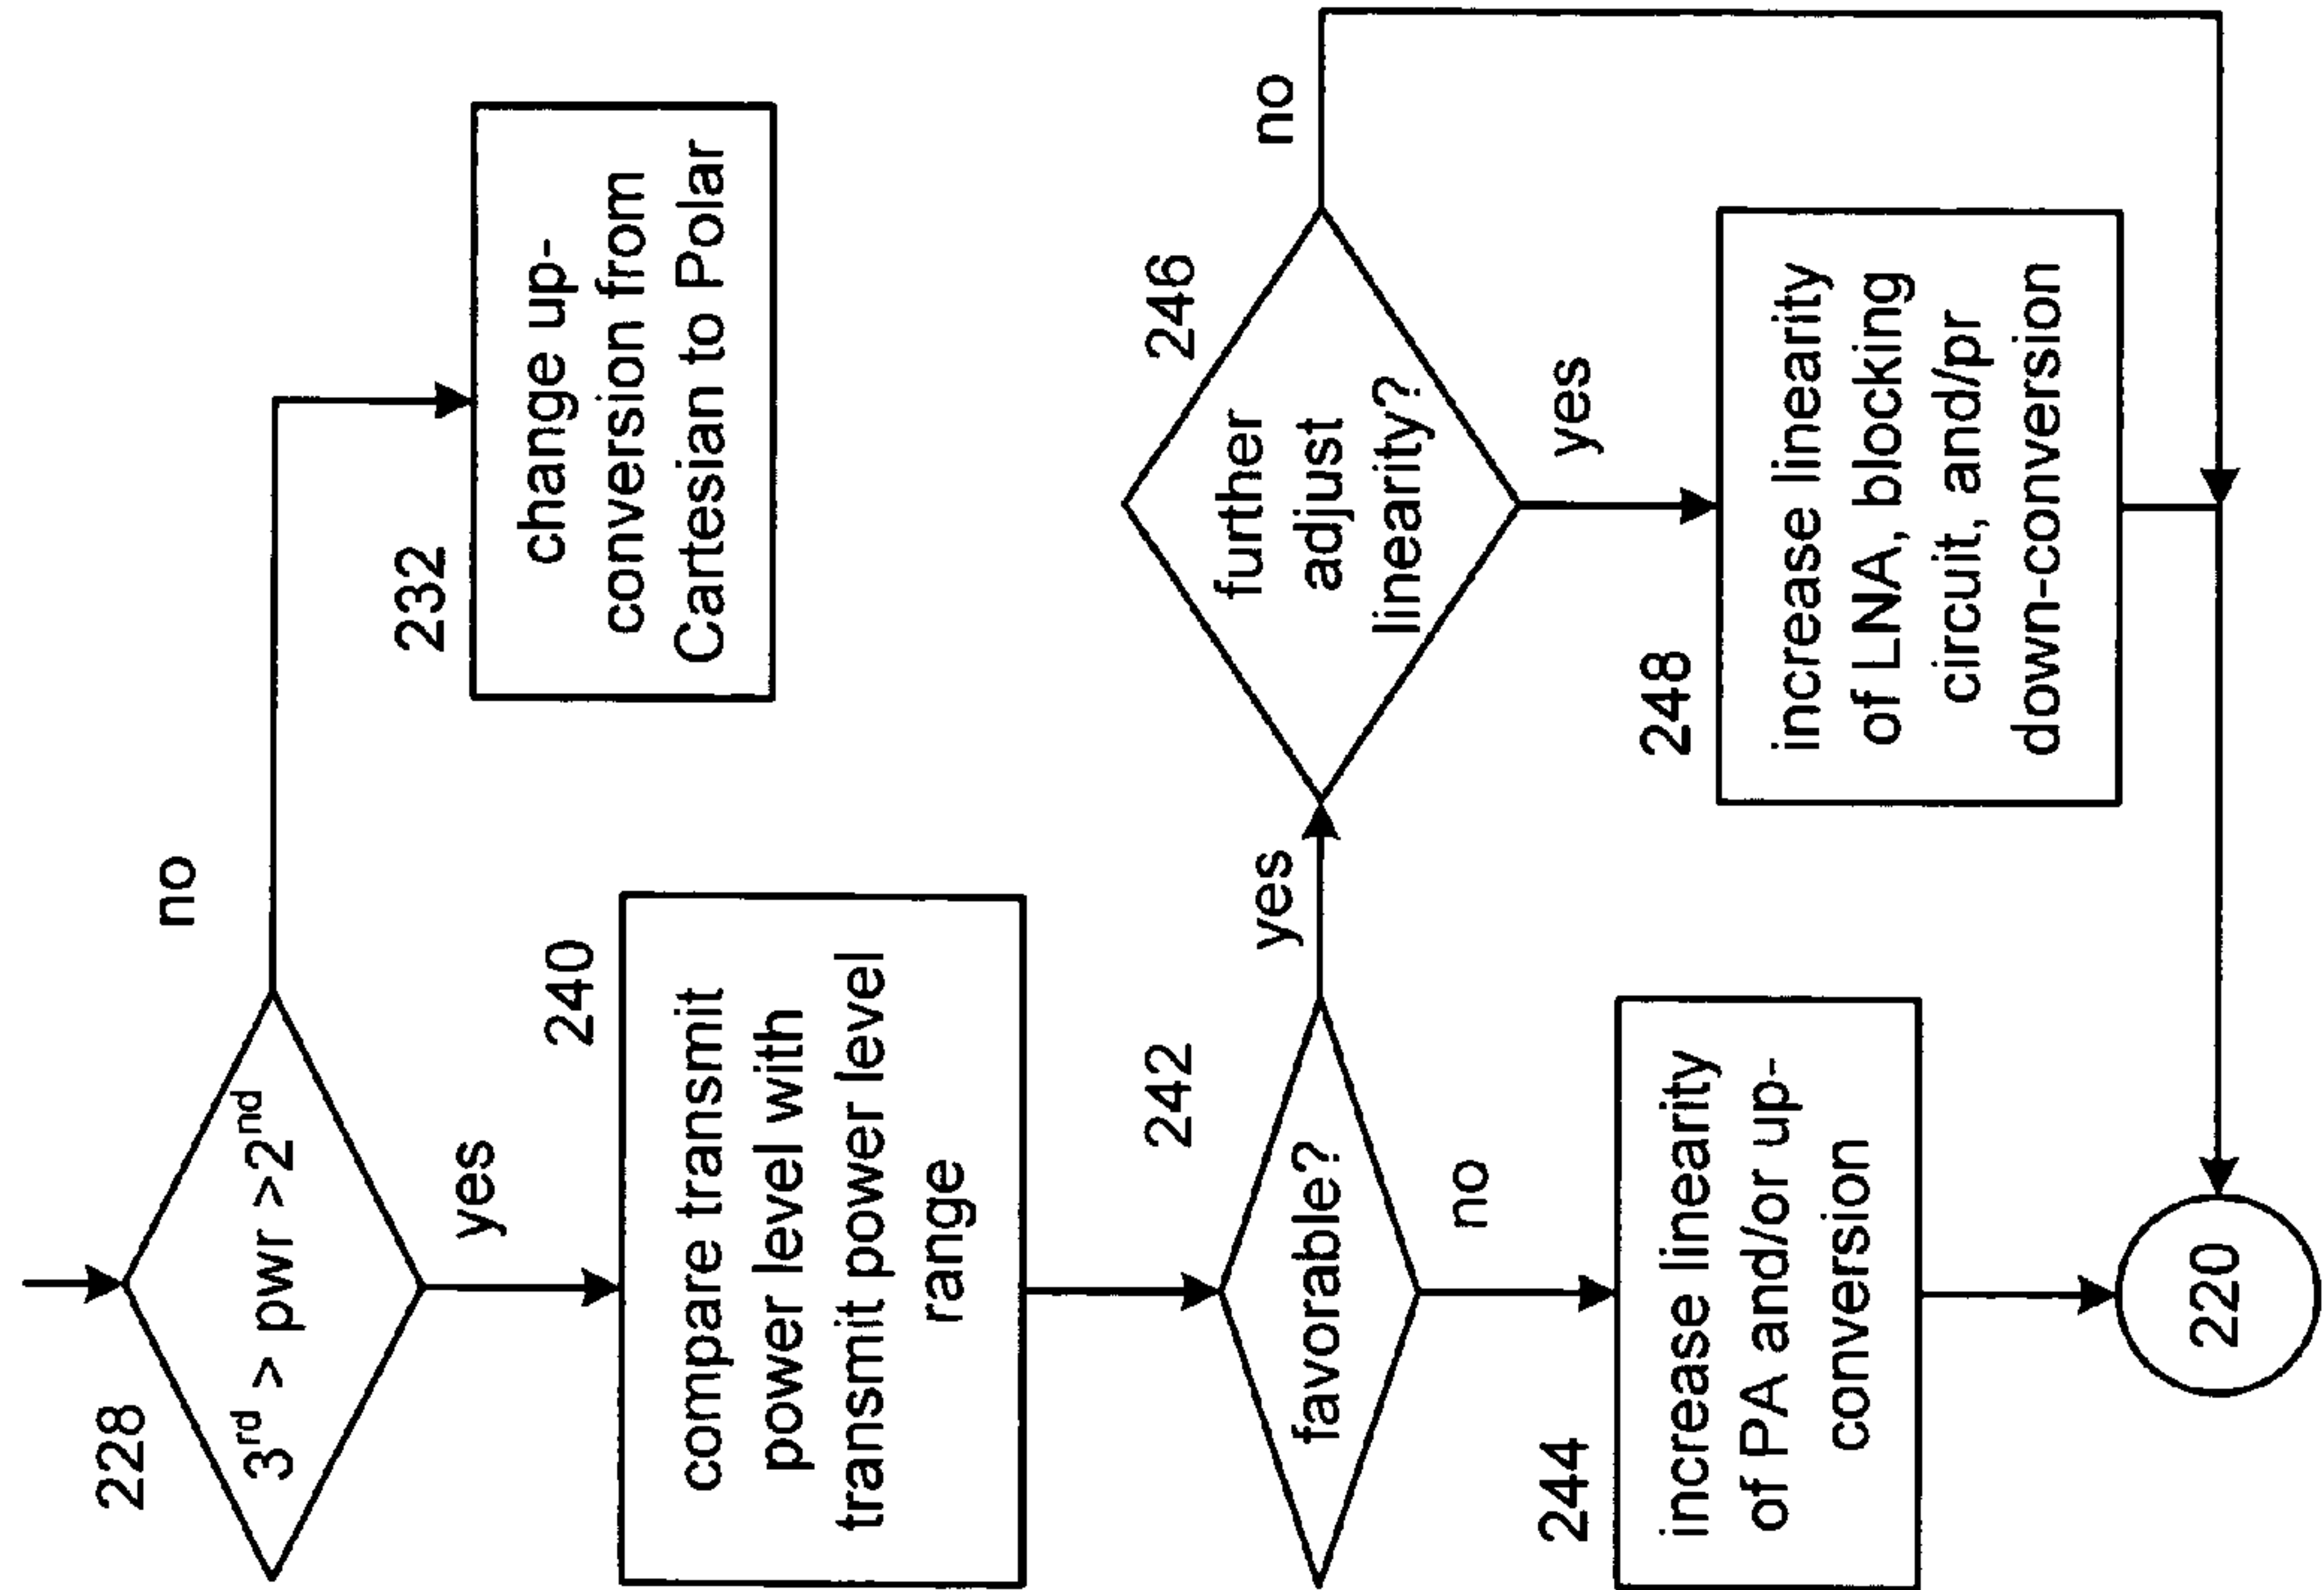 228
3rd > pwr >2nd
no
yes
232
change up-
conversion from
Cartesian to Polar
240
compare transmit
power level with
transmit power level
range
242
favorable?
yes
no
244
increase linearity
of PA and/or up-
conversion
246
further
adjust
linearity?
no
yes
248
increase linearity
of LNA, blocking
circuit, and/pr
down-conversion
220